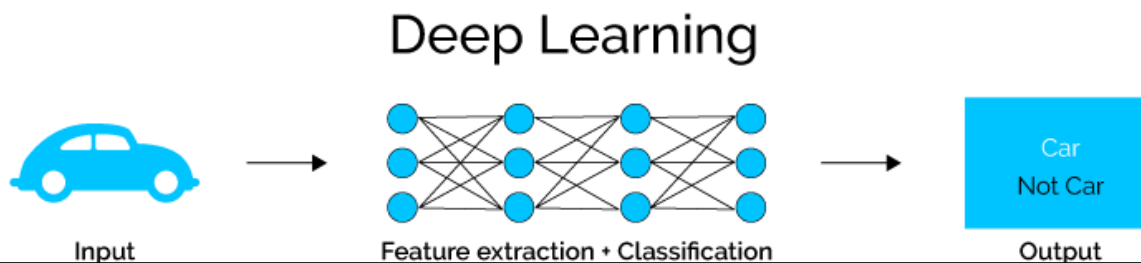 Deep Learning
Car
Not Car
Input
Feature extraction + Classification
Output